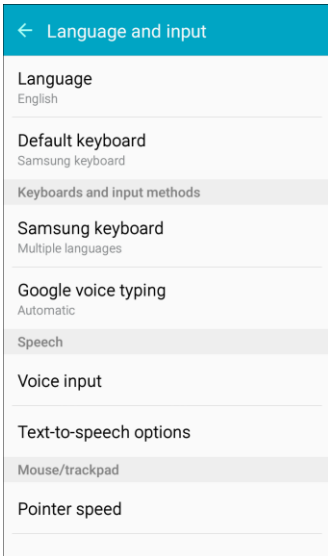 Language and input
Language
English
Default keyboard
Samsung keyboard
Keyboards and input methods
Samsung keyboard
Multiple languages
Google voice typing
Automatic
Speech
Voice input
Text-to-speech options
Mouse/trackpad
Pointer speed